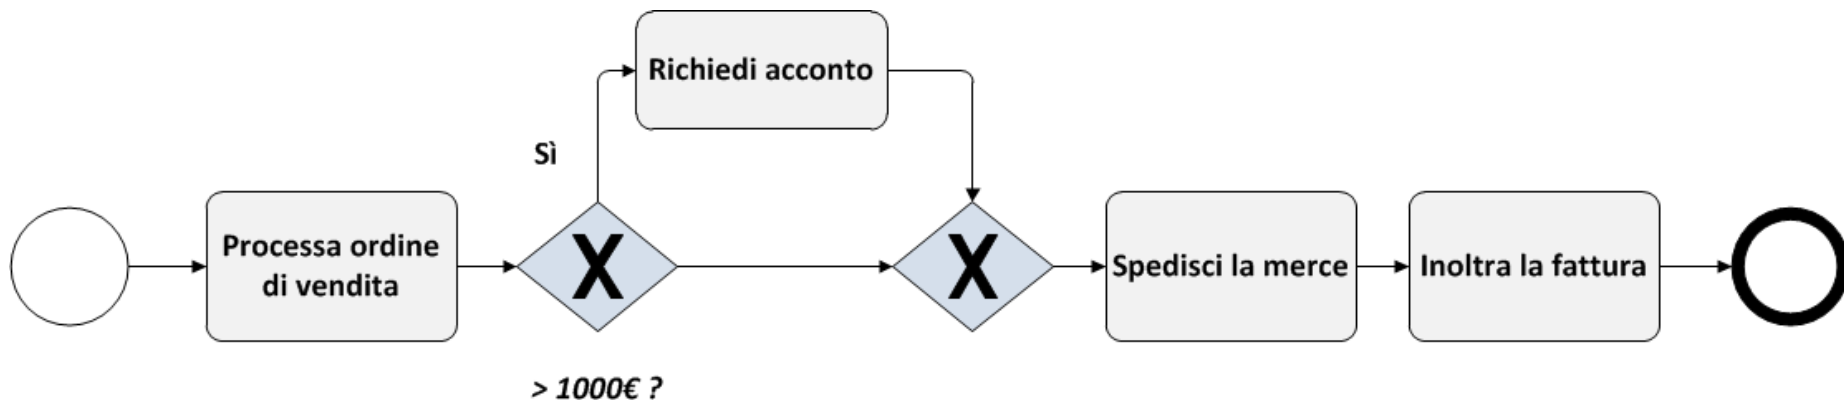 Richiedi acconto
Sì
Processa ordine
di vendita
X
X
Spedisci la merce
Inoltra la fattura
> 1000€ ?